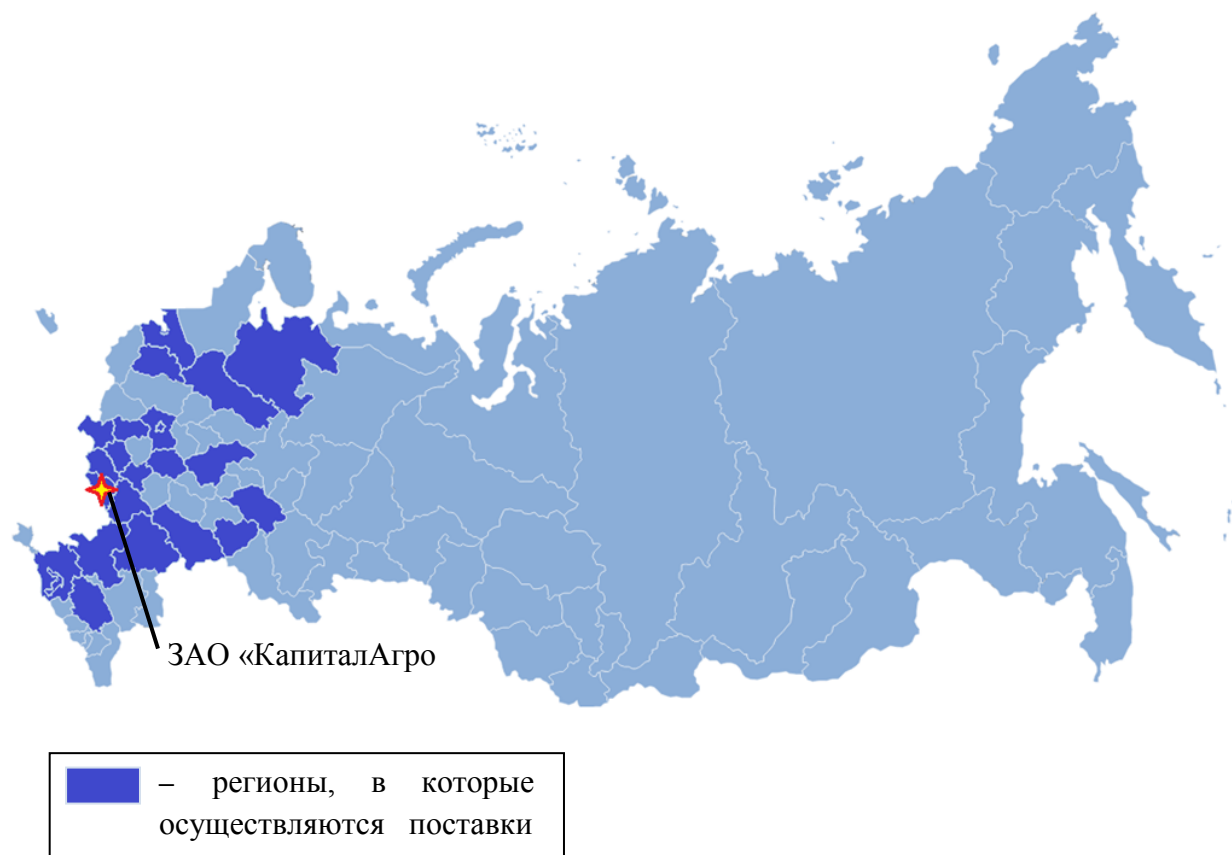 ЗАО «КапиталАгро
– регионы, в которые
осуществляются поставки